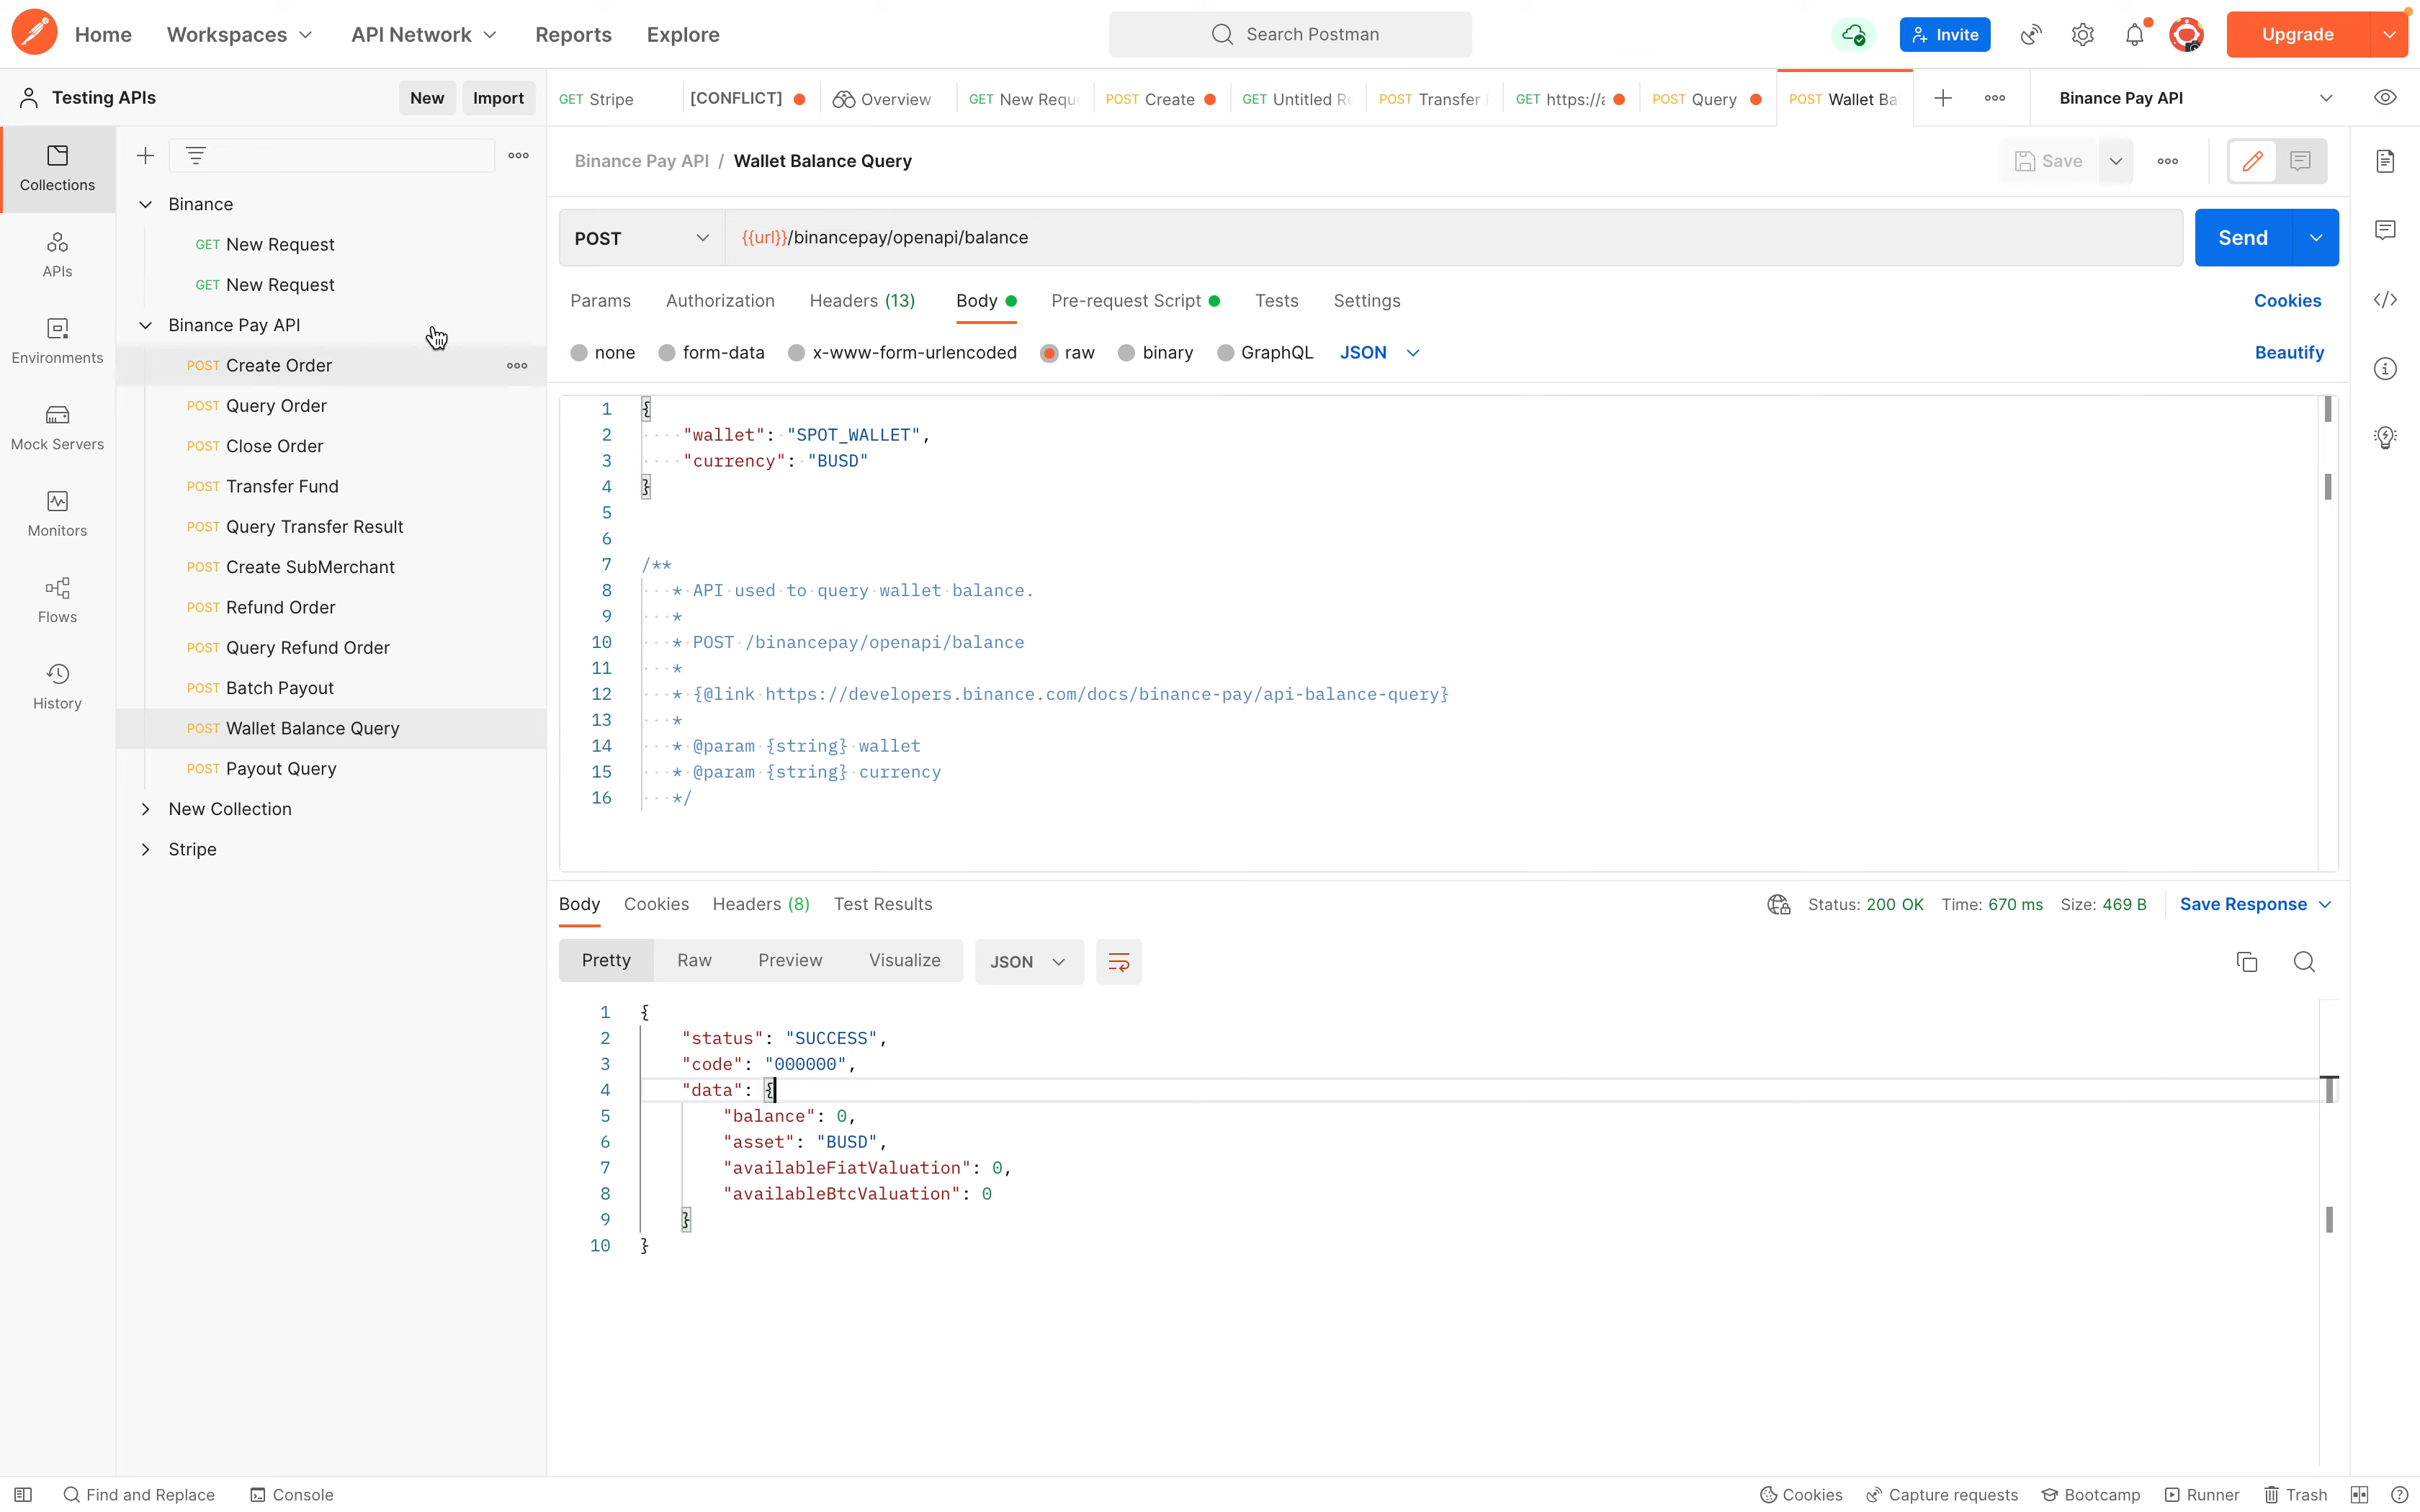 Home Workspaces API Network Reports Explore Search Postman Invite Upgrade
Testing APIs New Import GET Stripe [CONFLICT] Overview GET New Requ POST Create GET Untitled Re POST Transfer GET https:// POST Query POST Wallet Ba Binance Pay API
Binance Pay API / Wallet Balance Query Save
Collections
APIs
Environments
Mock Servers
Monitors
Flows
History
Binance
GET New Request
GET New Request
Binance Pay API
POST Create Order
POST Query Order
POST Close Order
POST Transfer Fund
POST Query Transfer Result
POST Create SubMerchant
POST Refund Order
POST Query Refund Order
POST Batch Payout
POST Wallet Balance Query
POST Payout Query
New Collection
Stripe
POST {{url}}/binancepay/openapi/balance Send
Params Authorization Headers (13) Body Pre-request Script Tests Settings Cookies
none form-data x-www-form-urlencoded raw binary GraphQL JSON Beautify
1 {
2 "wallet": "SPOT_WALLET",
3 "currency": "BUSD"
4 }
5
6
7 /**
8 * API used to query wallet balance.
9 *
10 * POST /binancepay/openapi/balance
11 *
12 * {@link https://developers.binance.com/docs/binance-pay/api-balance-query}
13 *
14 * @param {string} wallet
15 * @param {string} currency
16 */
Body Cookies Headers (8) Test Results Status: 200 OK Time: 670 ms Size: 469 B Save Response
Pretty Raw Preview Visualize JSON
1 {
2 "status": "SUCCESS",
3 "code": "000000",
4 "data": {
5 "balance": 0,
6 "asset": "BUSD",
7 "availableFiatValuation": 0,
8 "availableBtcValuation": 0
9 }
10 }
Find and Replace Console Cookies Capture requests Bootcamp Runner Trash